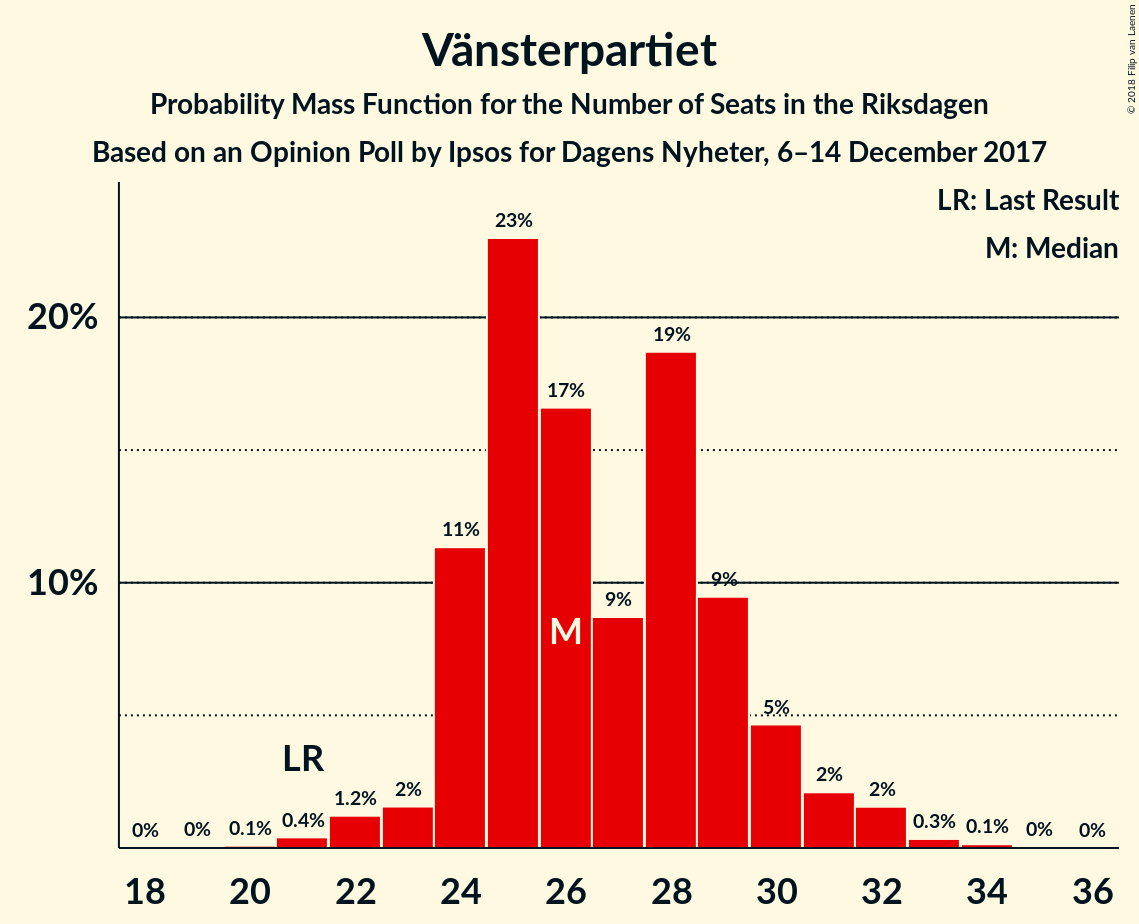 Vänsterpartiet
Probability Mass Function for the Number of Seats in the Riksdagen
Based on an Opinion Poll by Ipsos for Dagens Nyheter, 6–14 December 2017
© 2018 Filip van Laenen
LR: Last Result
M: Median
23%
20%
19%
17%
11%
10%
9%
9%
M
5%
LR
2%
1.2%
2%
2%
0%
0%
0.1%
0.4%
0.3%
0.1%
0%
0%
18 20 22 24 26 28 30 32 34 36